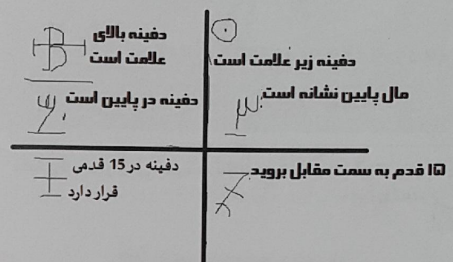 دفینه زیر علامت است
مال پایین نشانه است
۱۵ قدم به سمت مقابل بروید
دفینه بالای
علامت است
دفینه در پایین است
دفینه در 15 قدمی
قرار دارد